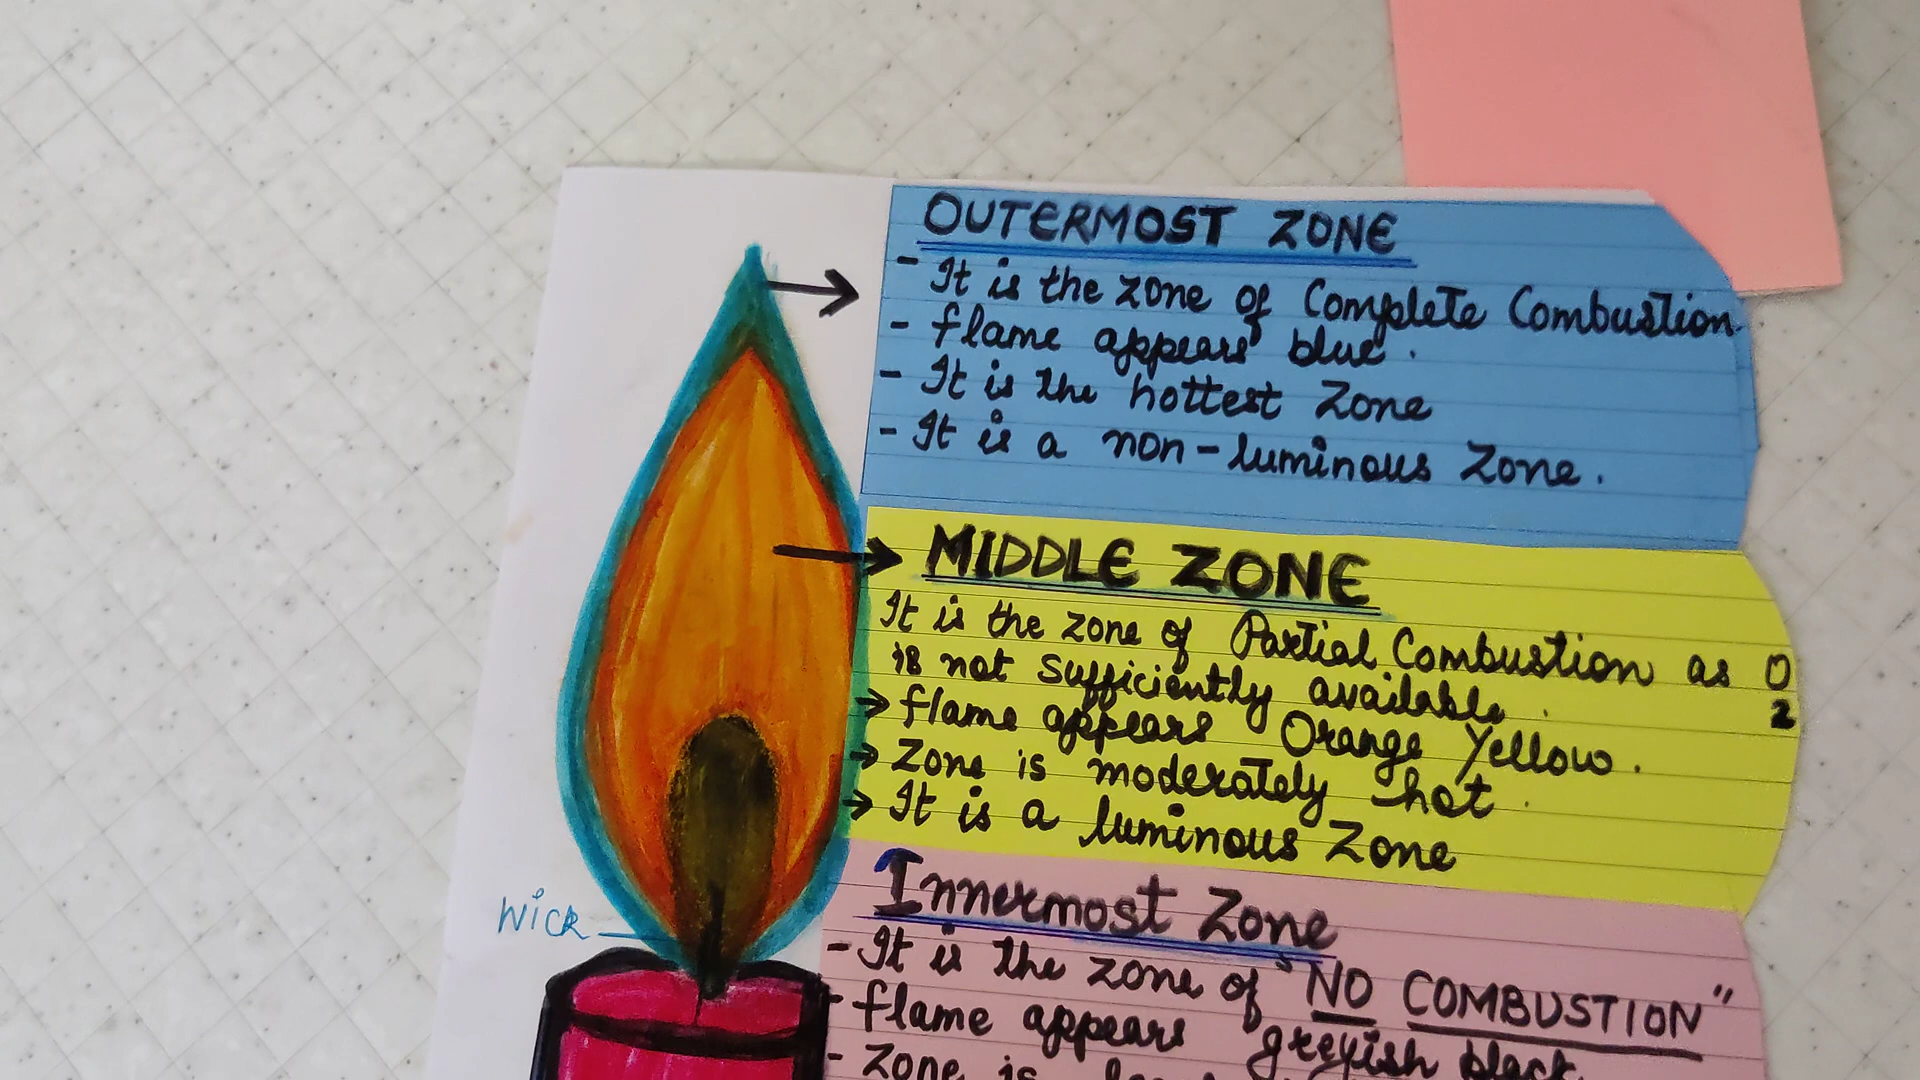 OUTERMOST ZONE
- It is the zone of Complete Combustion.
- flame appears blue.
- It is the hottest Zone
- It is a non-luminous Zone.
MIDDLE ZONE
It is the zone of Partial Combustion as O2
is not sufficiently available.
→ flame appears Orange Yellow.
→ Zone is moderately hot.
→ It is a luminous Zone
Wick
Innermost Zone
- It is the zone of "NO COMBUSTION"
- flame appears greyish black.
- Zone is